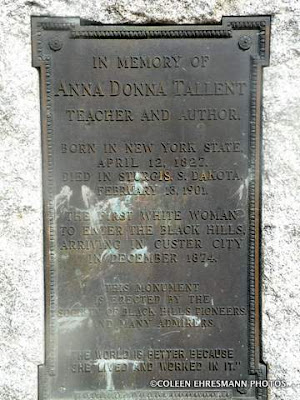 IN MEMORY OF
ANNA DONNA TALLENT
TEACHER AND AUTHOR.
BORN IN NEW YORK STATE,
APRIL 12, 1827.
DIED IN STURGIS, S. DAKOTA,
FEBRUARY 13, 1901.
THE FIRST WHITE WOMAN
TO ENTER THE BLACK HILLS,
ARRIVING IN CUSTER CITY
IN DECEMBER 1874.
THIS MONUMENT
IS ERECTED BY THE
SOCIETY OF BLACK HILLS PIONEERS
AND MANY ADMIRERS.
"THE WORLD IS BETTER BECAUSE
SHE LIVED AND WORKED IN IT."
©COLEEN EHRESMANN PHOTOS